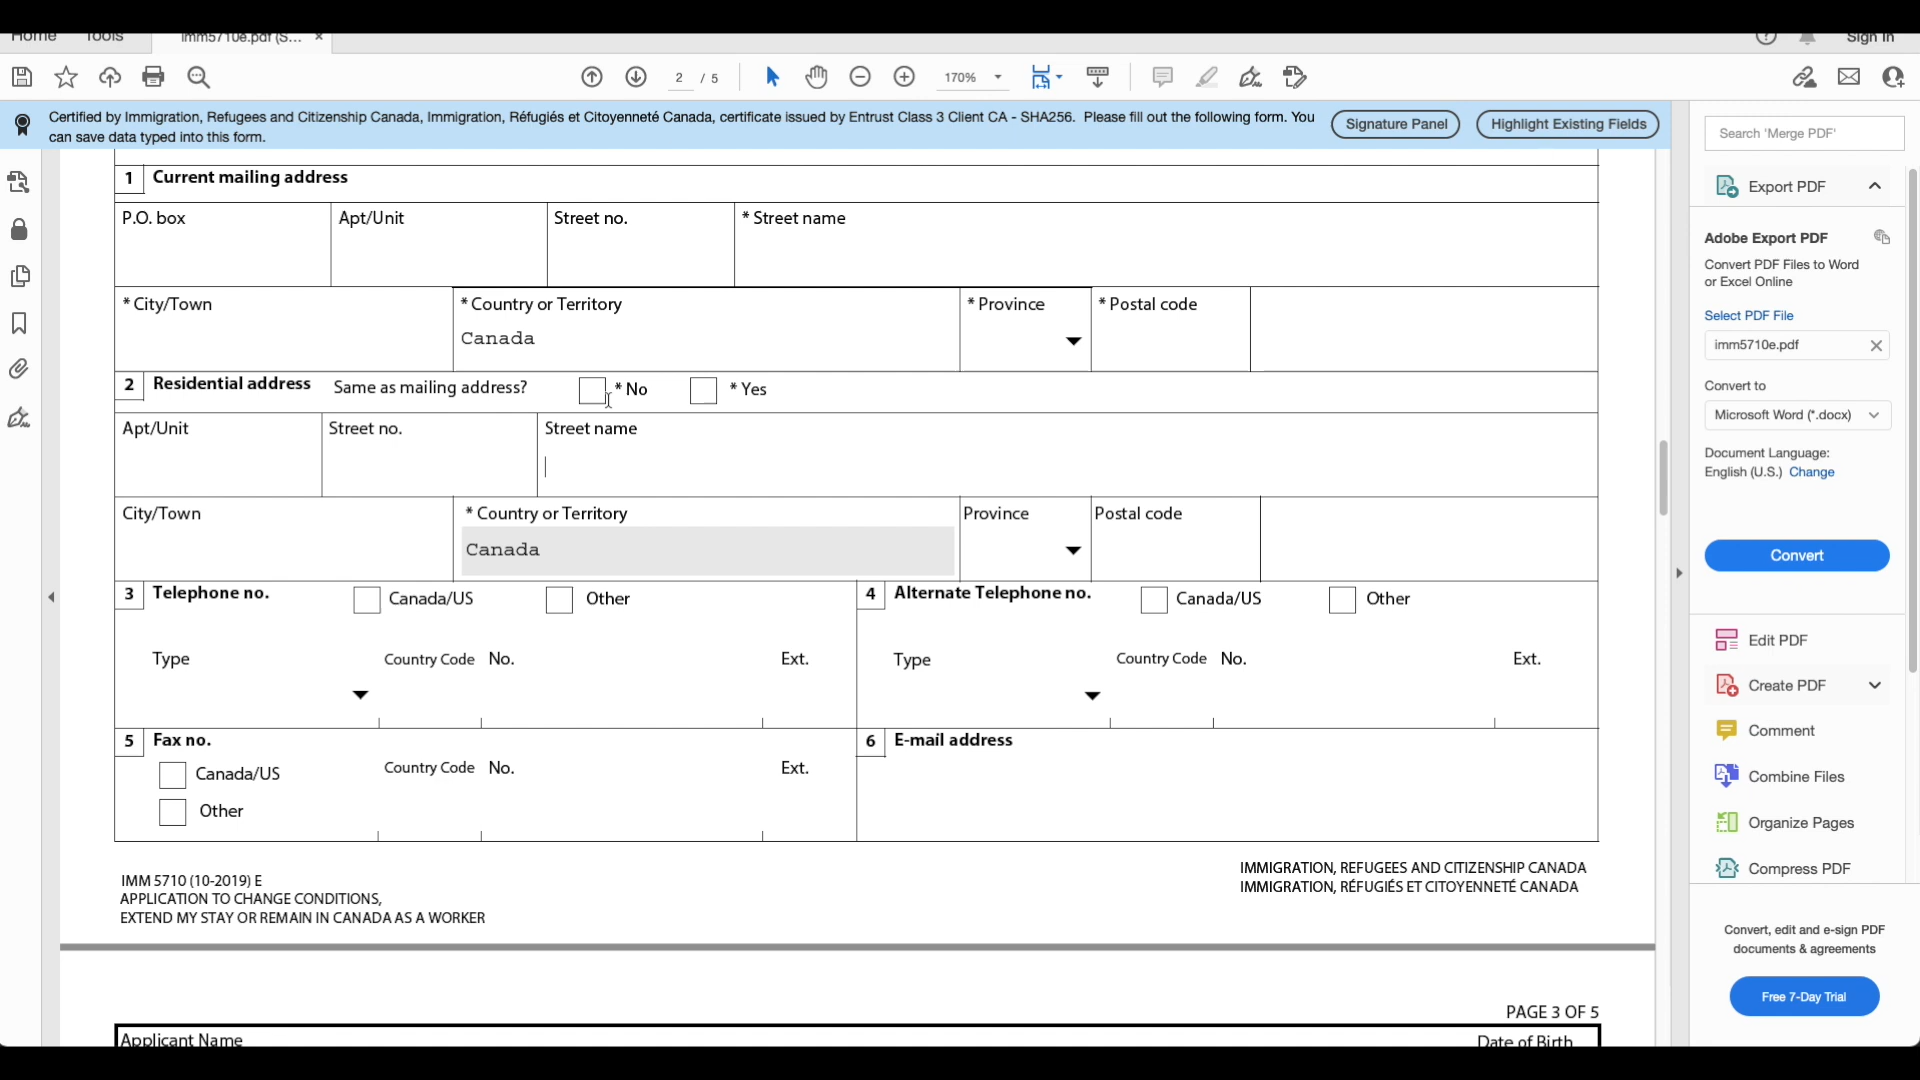 Home Tools imm5710e.pdf (S... × Sign In
2 / 5 170%
Certified by Immigration, Refugees and Citizenship Canada, Immigration, Réfugiés et Citoyenneté Canada, certificate issued by Entrust Class 3 Client CA - SHA256. Please fill out the following form. You
can save data typed into this form.
Signature Panel Highlight Existing Fields
1 Current mailing address
P.O. box Apt/Unit Street no. * Street name
* City/Town * Country or Territory * Province * Postal code
Canada
2 Residential address Same as mailing address? * No * Yes
Apt/Unit Street no. Street name
City/Town * Country or Territory Province Postal code
Canada
3 Telephone no. Canada/US Other 4 Alternate Telephone no. Canada/US Other
Type Country Code No. Ext. Type Country Code No. Ext.
5 Fax no. 6 E-mail address
Canada/US Country Code No. Ext.
Other
IMM 5710 (10-2019) E
APPLICATION TO CHANGE CONDITIONS,
EXTEND MY STAY OR REMAIN IN CANADA AS A WORKER
IMMIGRATION, REFUGEES AND CITIZENSHIP CANADA
IMMIGRATION, RÉFUGIÉS ET CITOYENNETÉ CANADA
PAGE 3 OF 5
Applicant Name Date of Birth
Search 'Merge PDF'
Export PDF
Adobe Export PDF
Convert PDF Files to Word
or Excel Online
Select PDF File
imm5710e.pdf
Convert to
Microsoft Word (*.docx)
Document Language:
English (U.S.) Change
Convert
Edit PDF
Create PDF
Comment
Combine Files
Organize Pages
Compress PDF
Convert, edit and e-sign PDF
documents & agreements
Free 7-Day Trial